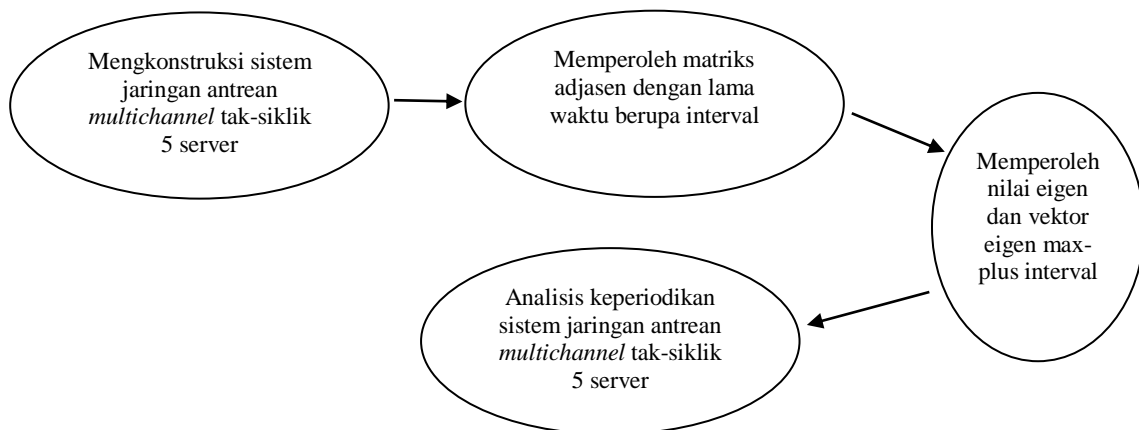 Mengkonstruksi sistem
jaringan antrean
multichannel tak-siklik
5 server
Memperoleh matriks
adjasen dengan lama
waktu berupa interval
Memperoleh
nilai eigen
dan vektor
eigen max-
plus interval
Analisis keperiodikan
sistem jaringan antrean
multichannel tak-siklik
5 server